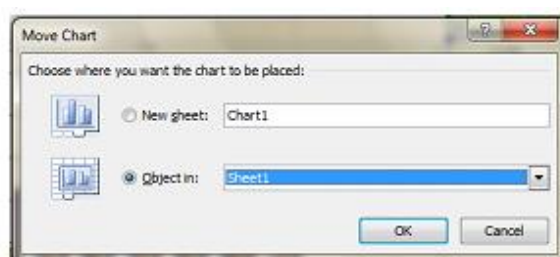 Move Chart
Choose where you want the chart to be placed:
New sheet: Chart1
Object in: Sheet1
OK Cancel